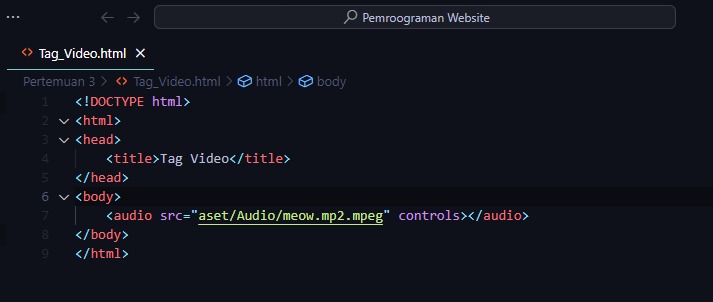 Pemroograman Website
Tag_Video.html
Pertemuan 3 > Tag_Video.html > html > body
1 <!DOCTYPE html>
2 <html>
3 <head>
4 <title>Tag Video</title>
5 </head>
6 <body>
7 <audio src="aset/Audio/meow.mp2.mpeg" controls></audio>
8 </body>
9 </html>